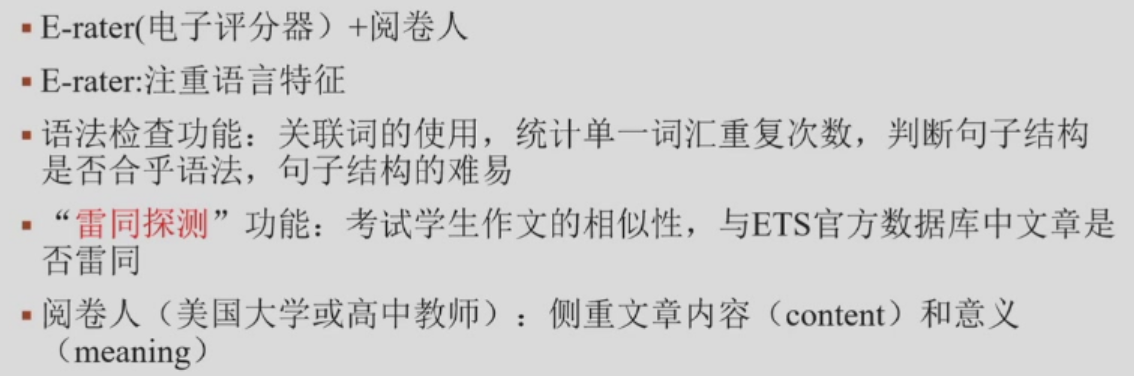 ▪ E-rater(电子评分器）+阅卷人
▪ E-rater:注重语言特征
▪ 语法检查功能：关联词的使用，统计单一词汇重复次数，判断句子结构
是否合乎语法，句子结构的难易
▪ “雷同探测”功能：考试学生作文的相似性，与ETS官方数据库中文章是
否雷同
▪ 阅卷人（美国大学或高中教师）：侧重文章内容（content）和意义
（meaning）